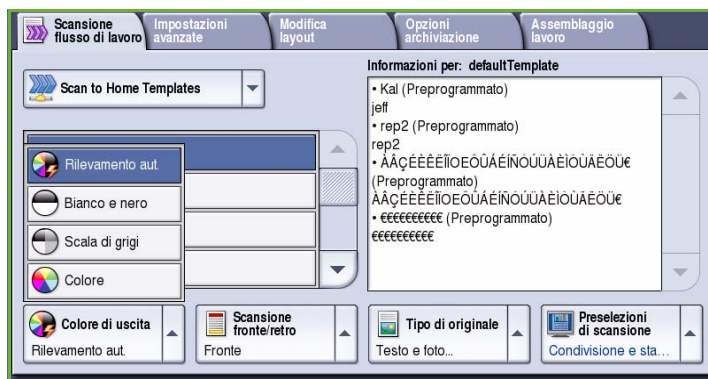 Scansione
flusso di lavoro
Impostazioni
avanzate
Modifica
layout
Opzioni
archiviazione
Assemblaggio
lavoro
Scan to Home Templates
Informazioni per: defaultTemplate
• Kal (Preprogrammato)
jeff
• rep2 (Preprogrammato)
rep2
• ÀÂÇÉÈÊËÎÏOEÔÛÁÉÍÑÓÚÜÀÈÌÒÙÄËÖÜ€
(Preprogrammato)
ÀÂÇÉÈÊËÎÏOEÔÛÁÉÍÑÓÚÜÀÈÌÒÙÄËÖÜ€
• €€€€€€€€€€ (Preprogrammato)
€€€€€€€€€€
Rilevamento aut.
Bianco e nero
Scala di grigi
Colore
Colore di uscita
Rilevamento aut.
Scansione
fronte/retro
Fronte
Tipo di originale
Testo e foto...
Preselezioni
di scansione
Condivisione e sta...